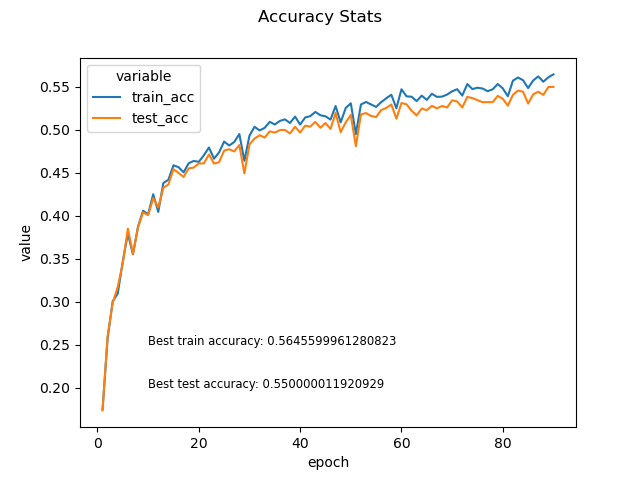 Accuracy Stats
variable
train_acc
test_acc
0.55
0.50
0.45
0.40
0.35
0.30
0.25
0.20
value
Best train accuracy: 0.5645599961280823
Best test accuracy: 0.550000011920929
0 20 40 60 80
epoch